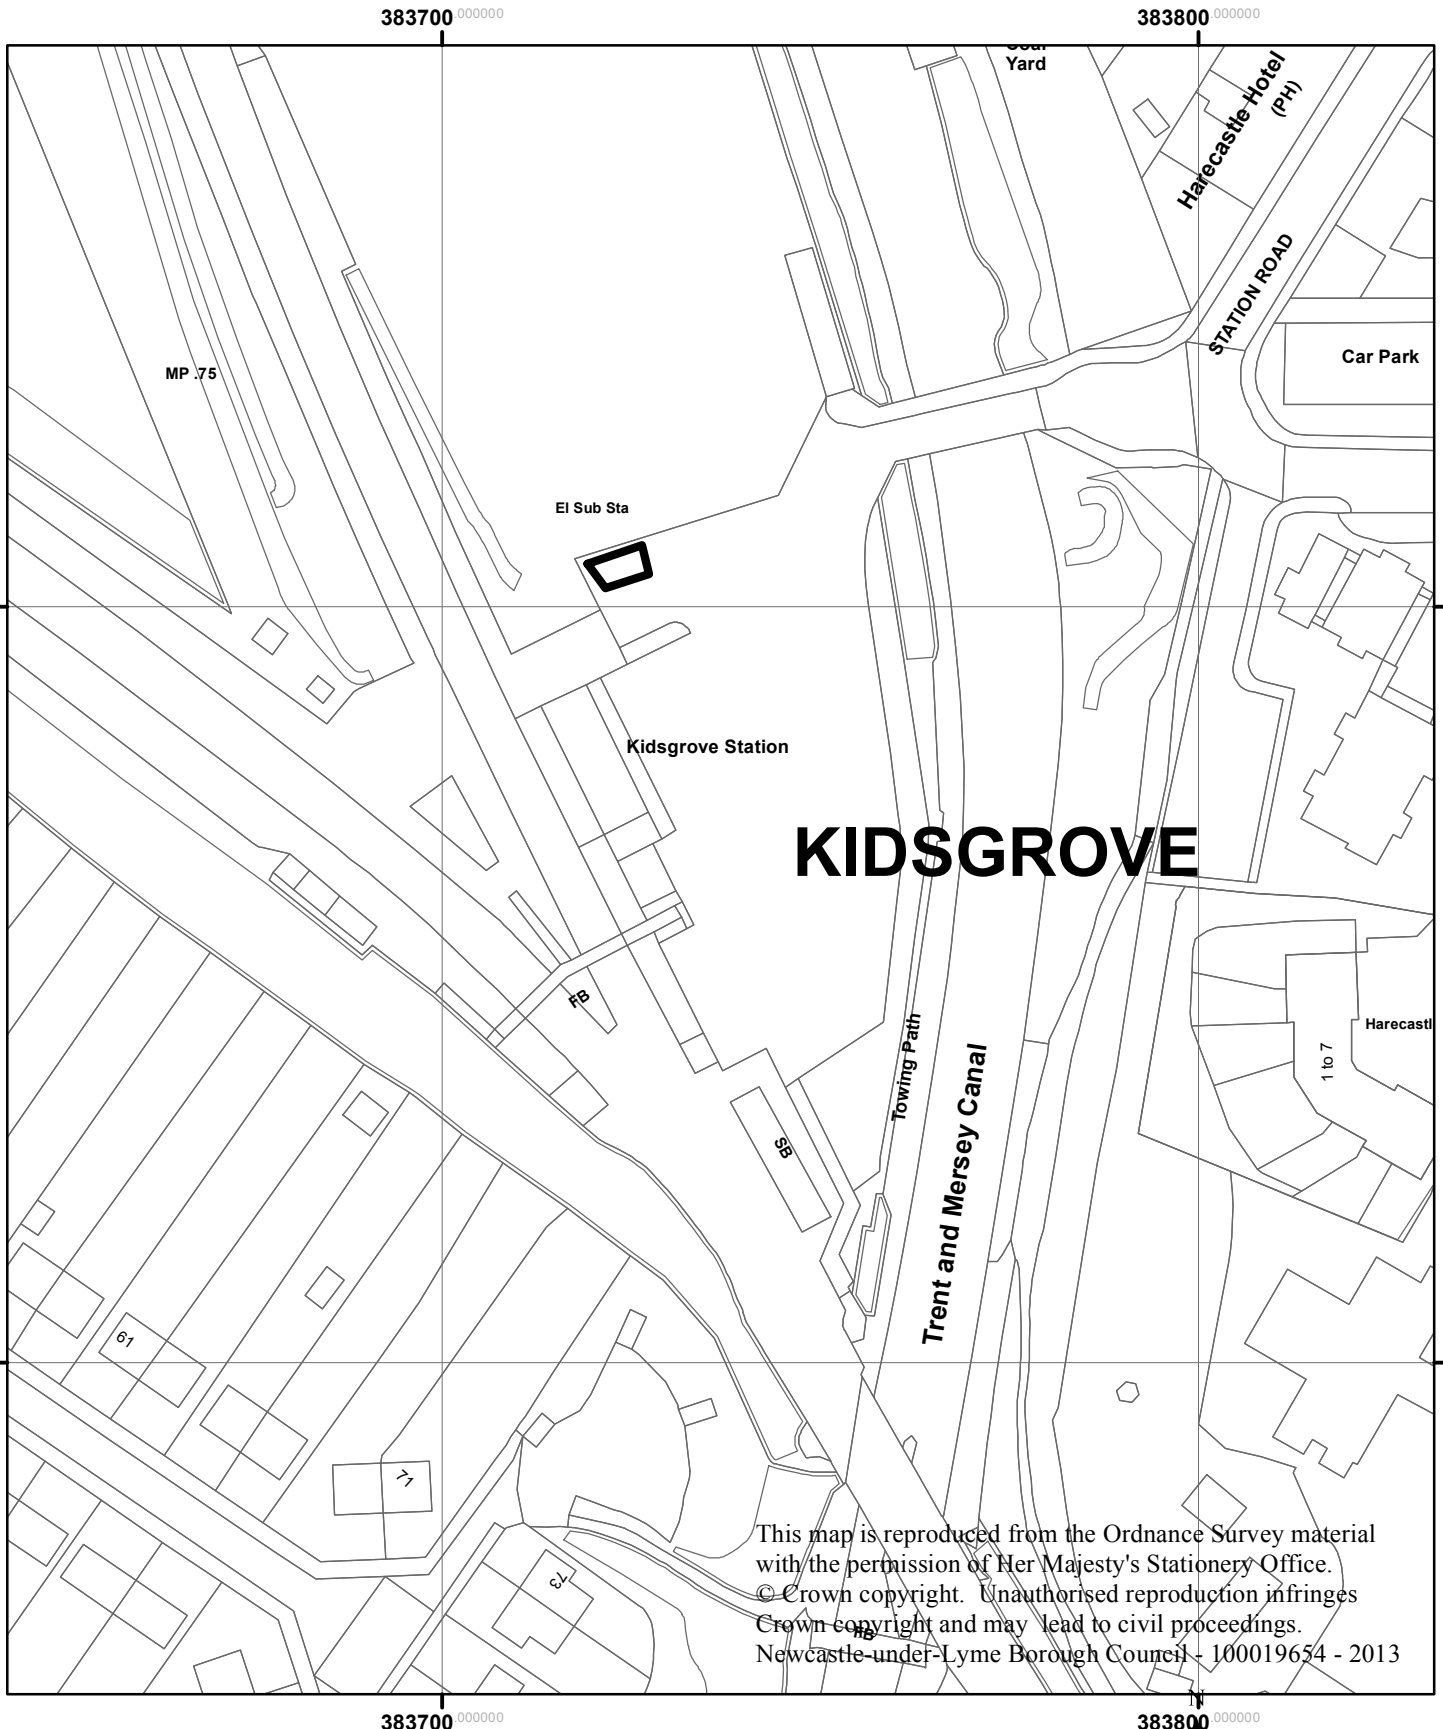 383700.000000
383800.000000
Yard
Harecastle Hotel
(PH)
STATION ROAD
Car Park
MP .75
El Sub Sta
Kidsgrove Station
KIDSGROVE
FB
Towing Path
Trent and Mersey Canal
SB
Harecastl
1 to 7
61
71
73
FB
This map is reproduced from the Ordnance Survey material
with the permission of Her Majesty's Stationery Office.
© Crown copyright. Unauthorised reproduction infringes
Crown copyright and may lead to civil proceedings.
Newcastle-under-Lyme Borough Council - 100019654 - 2013
N
383700.000000
383800.000000